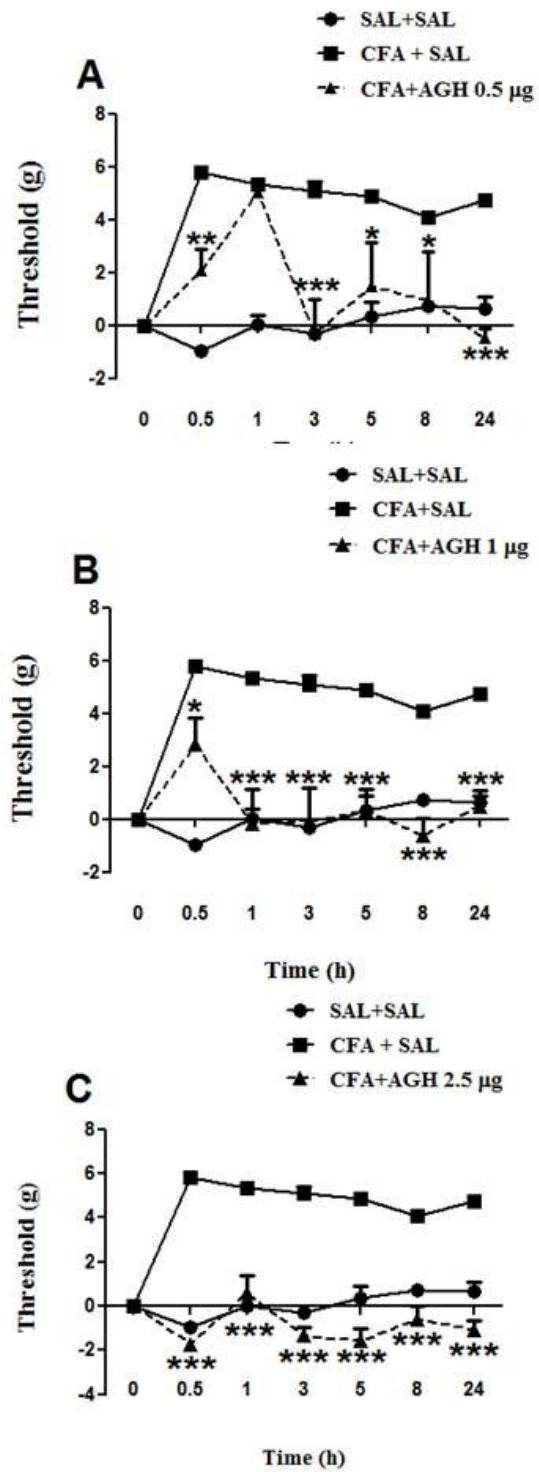 SAL+SAL
CFA + SAL
CFA+AGH 0.5 µg
A
Threshold (g)
8
6
4
2
0
-2
**
***
*
*
***
0 0.5 1 3 5 8 24
SAL+SAL
CFA+SAL
CFA+AGH 1 µg
B
Threshold (g)
8
6
4
2
0
-2
*
*** *** *** ***
***
0 0.5 1 3 5 8 24
Time (h)
SAL+SAL
CFA + SAL
CFA+AGH 2.5 µg
C
Threshold (g)
8
6
4
2
0
-2
-4
*** *** *** *** *** ***
0 0.5 1 3 5 8 24
Time (h)